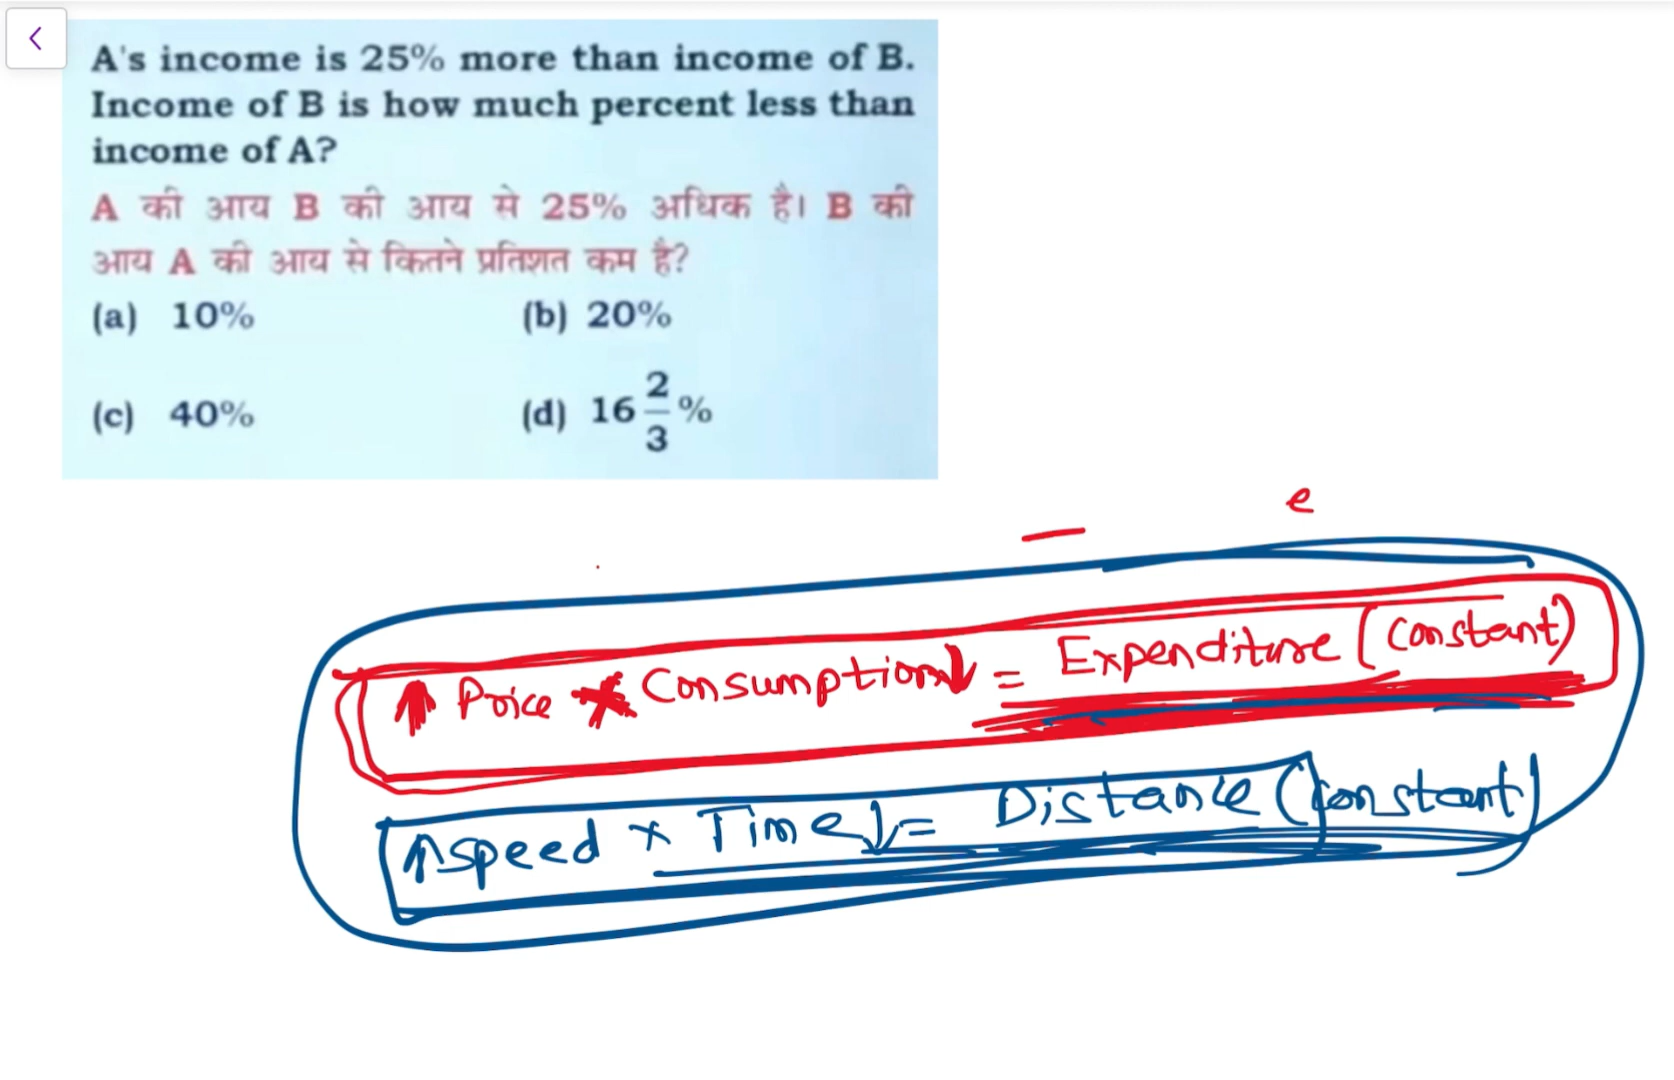 A's income is 25% more than income of B.
Income of B is how much percent less than
income of A?
A की आय B की आय से 25% अधिक है। B की
आय A की आय से कितने प्रतिशत कम है?
(a) 10% (b) 20%
(c) 40% (d) 16 2/3 %
e
↑ Price × Consumption ↓ = Expenditure (Constant)
↑ speed × Time ↓ = Distance (Constant)